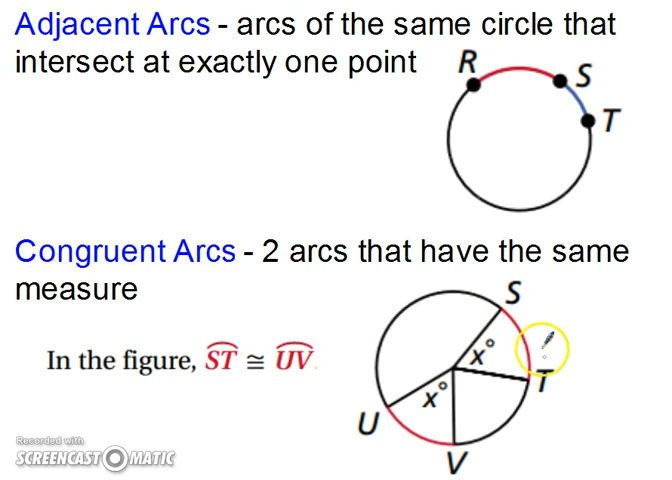 Adjacent Arcs - arcs of the same circle that
intersect at exactly one point
R
S
T
Congruent Arcs - 2 arcs that have the same
measure
S
In the figure, ST ≅ UV
x°
T
x°
U
V
Recorded with
SCREENCAST O MATIC